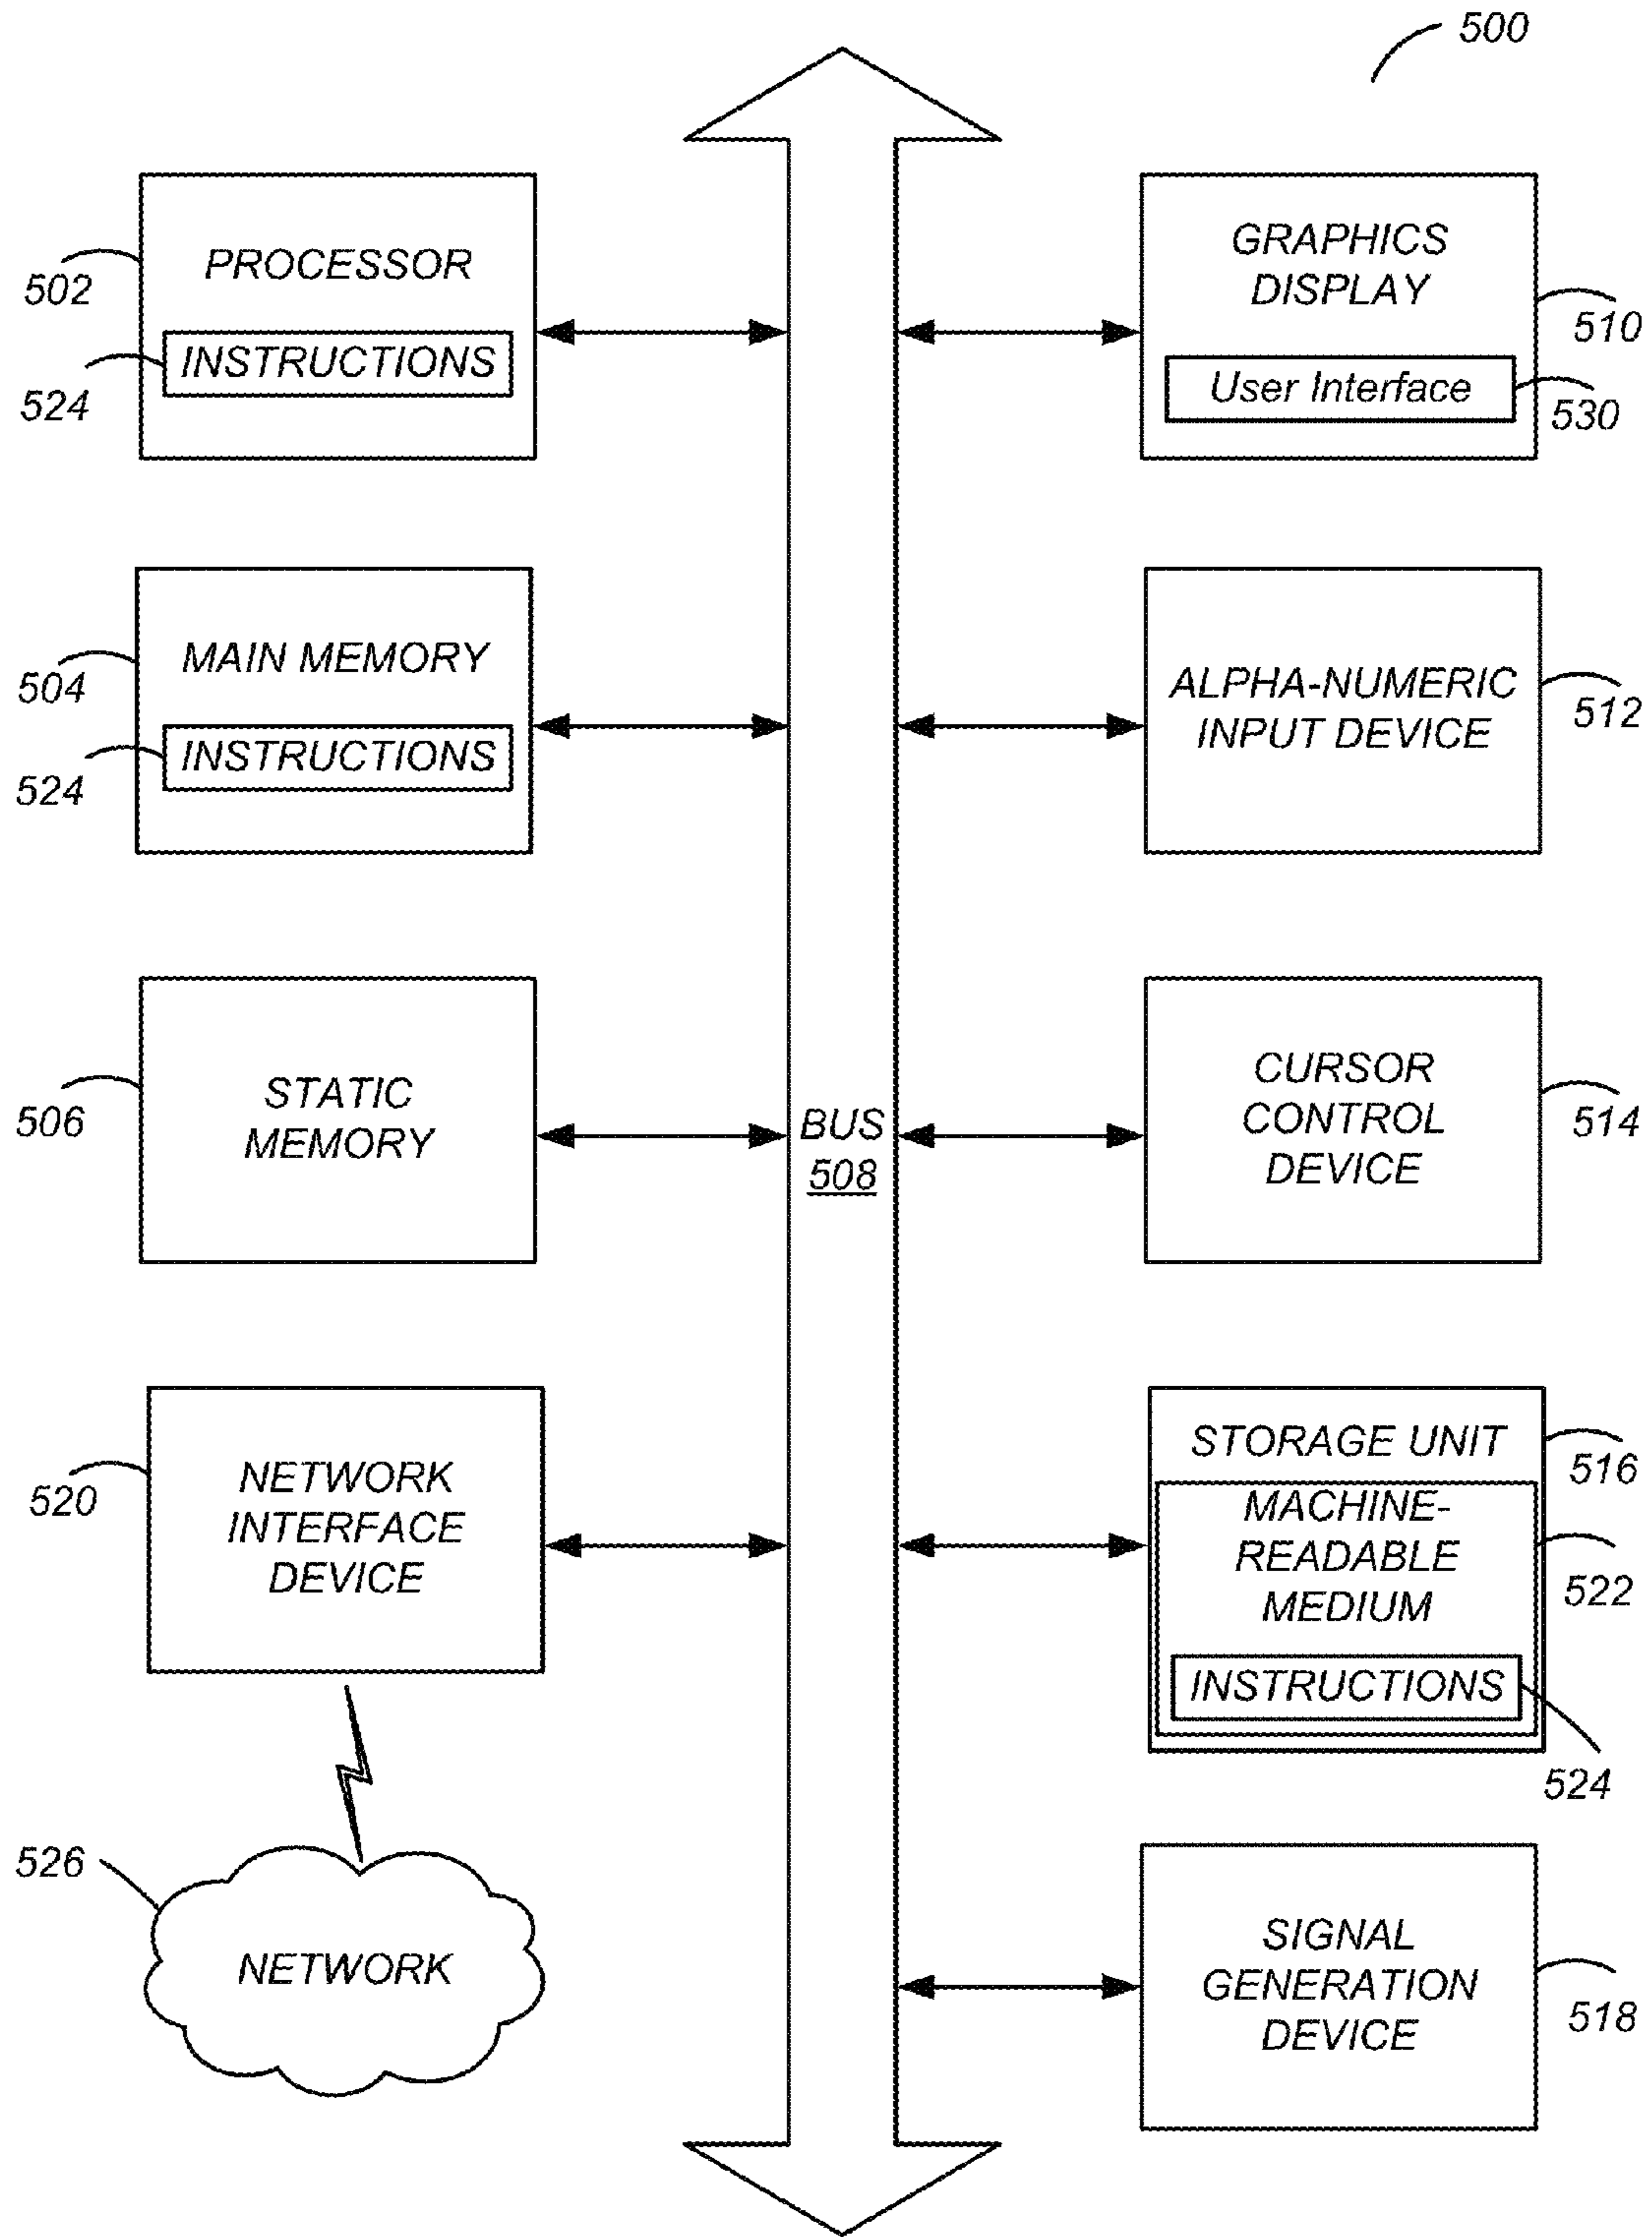 500
PROCESSOR
502
INSTRUCTIONS
524
MAIN MEMORY
504
INSTRUCTIONS
524
STATIC
MEMORY
506
NETWORK
INTERFACE
DEVICE
520
526
NETWORK
BUS
508
GRAPHICS
DISPLAY
510
User Interface
530
ALPHA-NUMERIC
INPUT DEVICE
512
CURSOR
CONTROL
DEVICE
514
STORAGE UNIT
516
MACHINE-
READABLE
MEDIUM
522
INSTRUCTIONS
524
SIGNAL
GENERATION
DEVICE
518